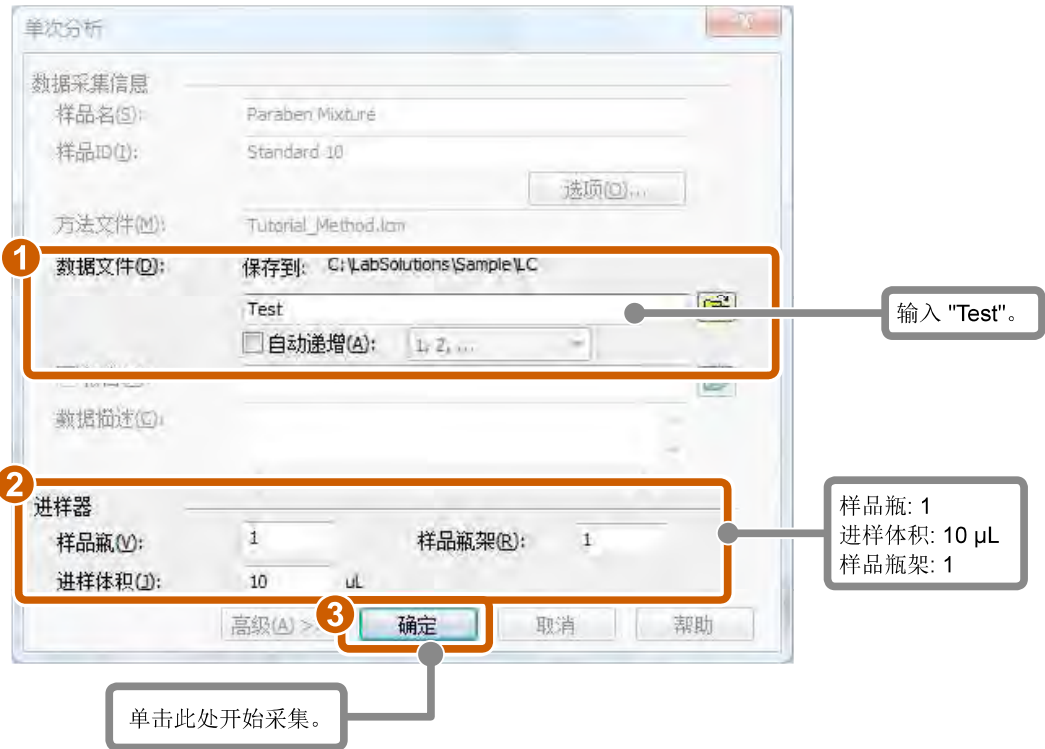 单次分析
数据采集信息
样品名(S): Paraben Mixture
样品ID(I): Standard 10
选项(O)...
方法文件(M): Tutorial_Method.lcm
1
数据文件(D): 保存到: C:\LabSolutions\Sample\LC
Test
输入 "Test"。
自动递增(A): 1, 2, ...
数据描述(C):
2
进样器
样品瓶(V): 1 样品瓶架(R): 1
进样体积(J): 10 uL
样品瓶: 1
进样体积: 10 µL
样品瓶架: 1
3
高级(A) > 确定 取消 帮助
单击此处开始采集。